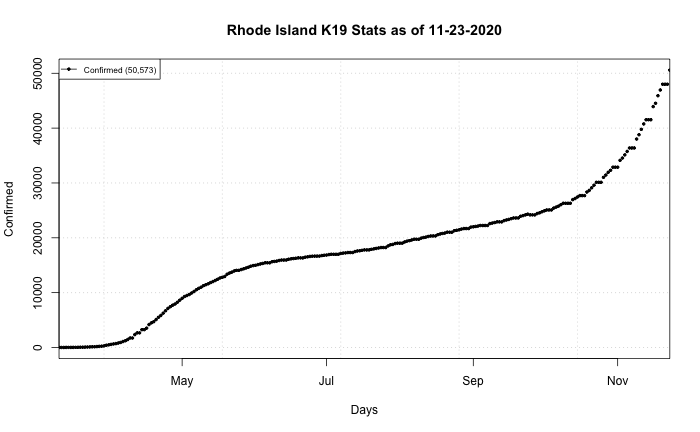 Rhode Island K19 Stats as of 11-23-2020
Confirmed (50,573)
50000
40000
30000
20000
10000
0
Confirmed
May Jul Sep Nov
Days